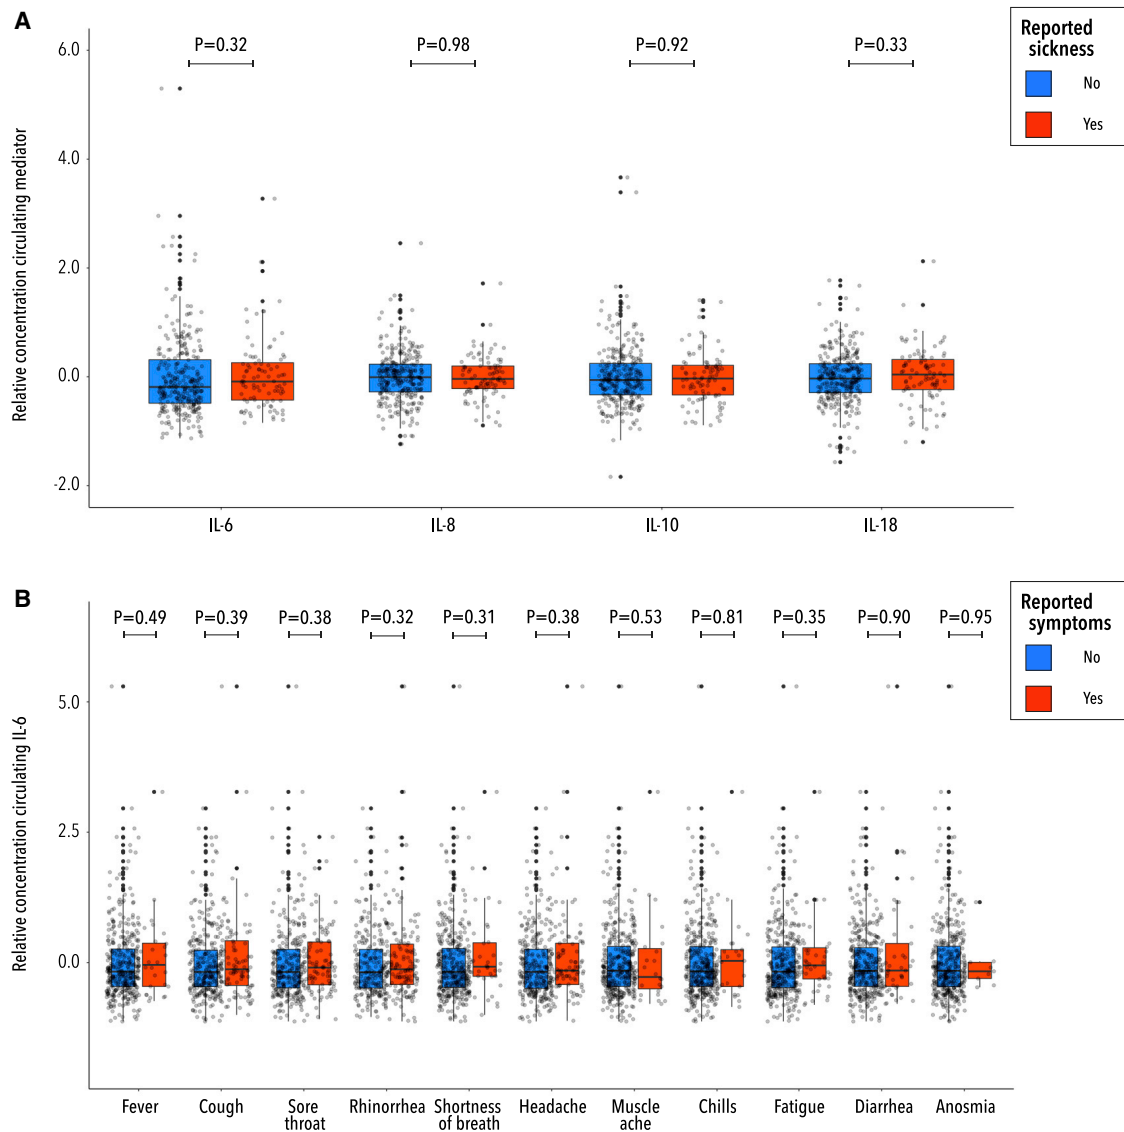 A
P=0.32 P=0.98 P=0.92 P=0.33
Reported
sickness
No
Yes
Relative concentration circulating mediator
6.0
4.0
2.0
0.0
-2.0
IL-6 IL-8 IL-10 IL-18
B
P=0.49 P=0.39 P=0.38 P=0.32 P=0.31 P=0.38 P=0.53 P=0.81 P=0.35 P=0.90 P=0.95
Reported
symptoms
No
Yes
Relative concentration circulating IL-6
5.0
2.5
0.0
Fever Cough Sore Rhinorrhea Shortness Headache Muscle Chills Fatigue Diarrhea Anosmia
throat of breath ache